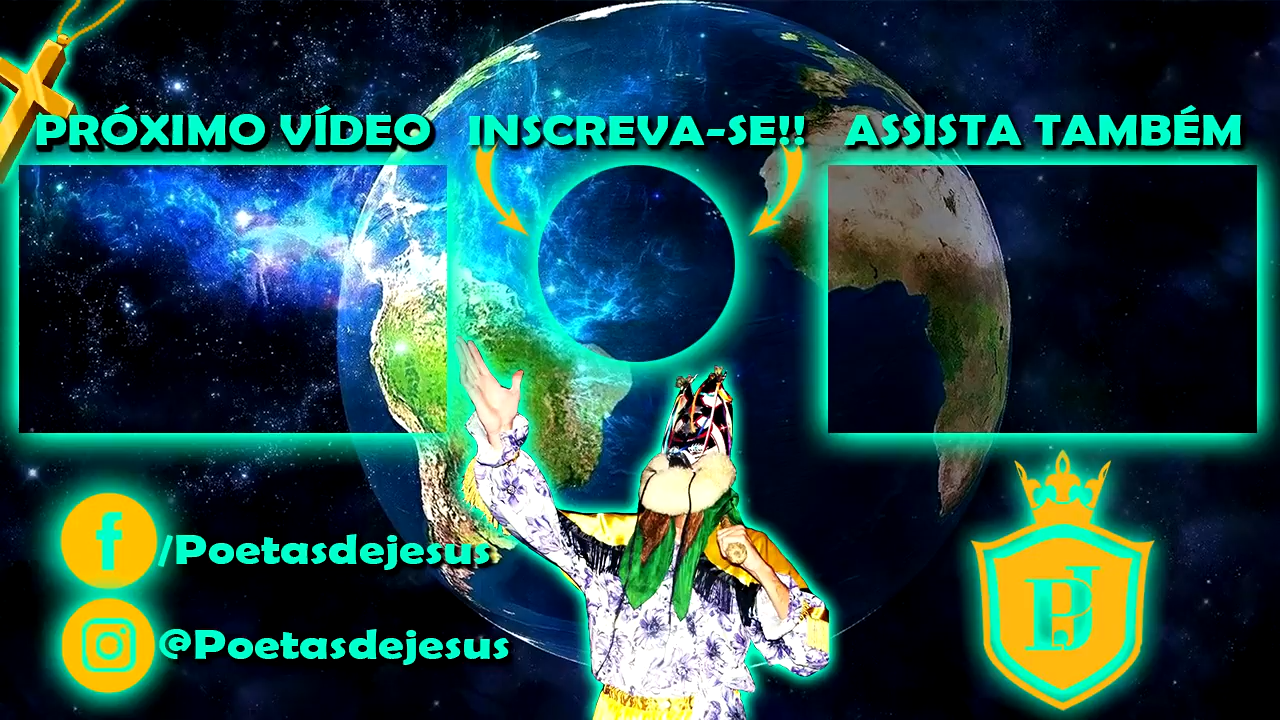 PRÓXIMO VÍDEO
INSCREVA-SE!!
ASSISTA TAMBÉM
/Poetasdejesus
@Poetasdejesus
PJ